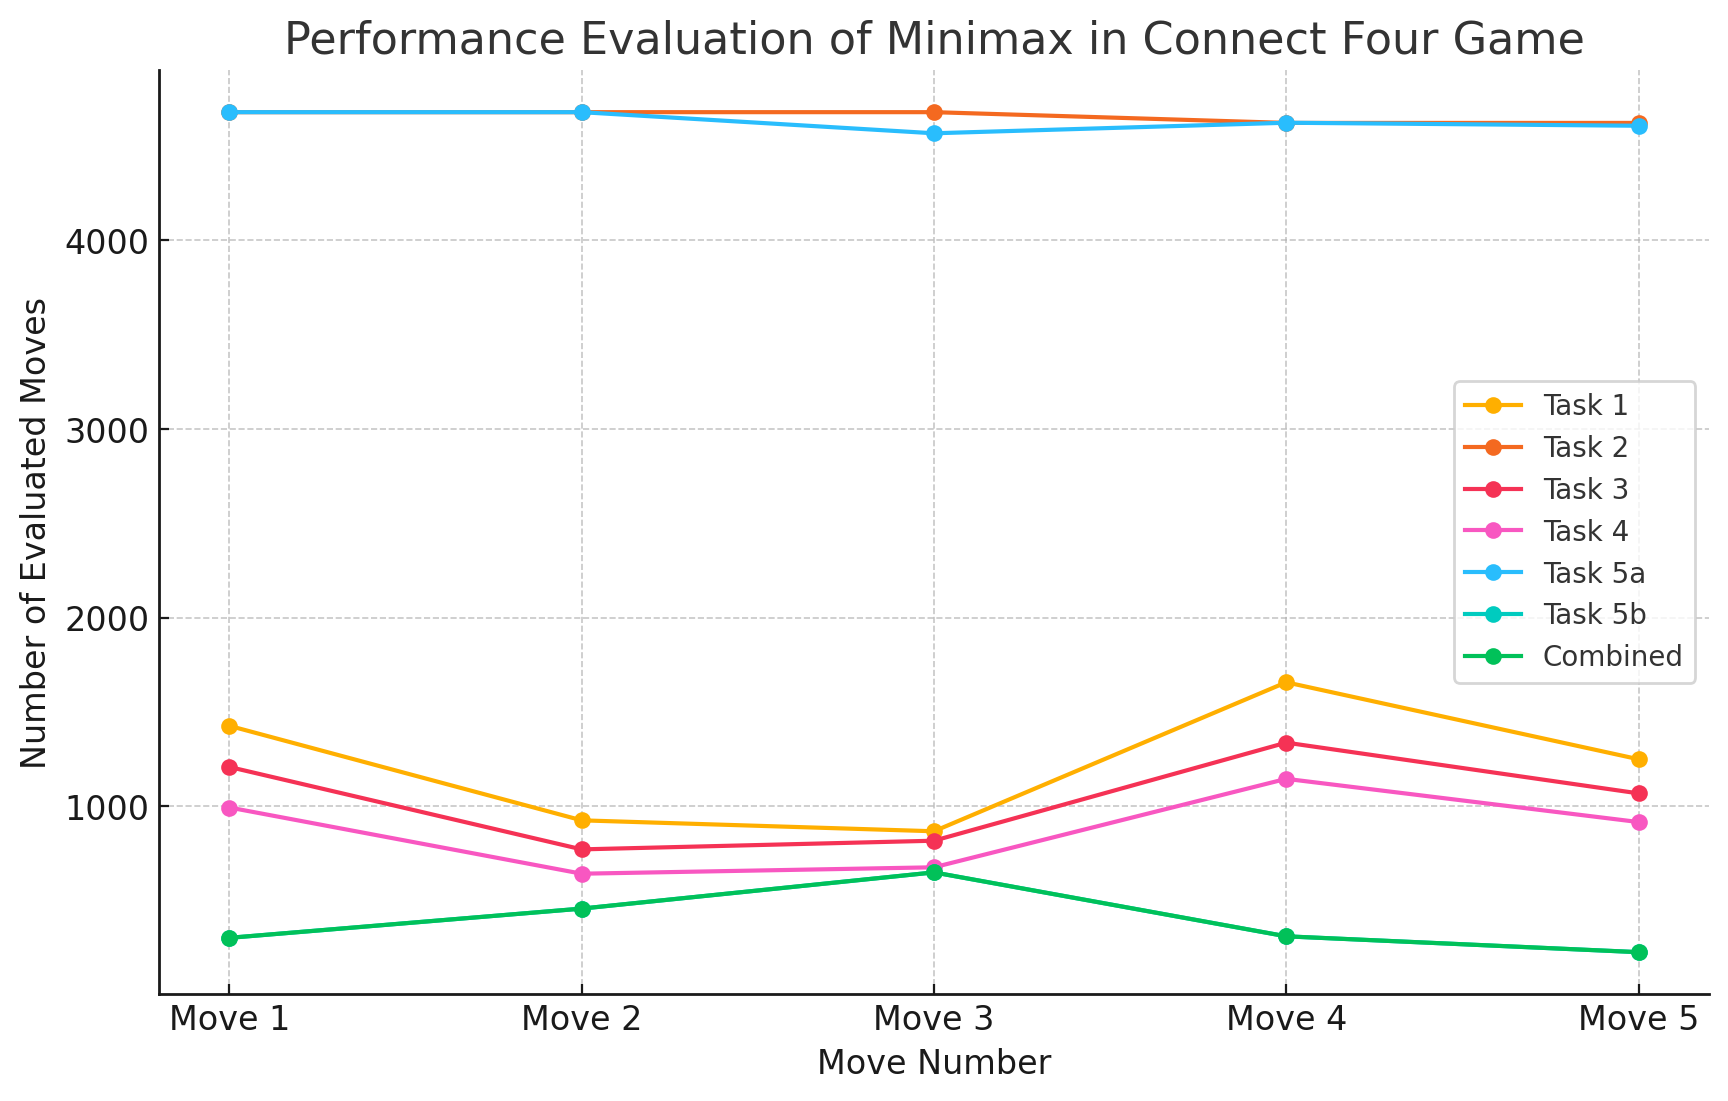 Performance Evaluation of Minimax in Connect Four Game
Number of Evaluated Moves
4000
3000
2000
1000
Task 1
Task 2
Task 3
Task 4
Task 5a
Task 5b
Combined
Move 1
Move 2
Move 3
Move 4
Move 5
Move Number